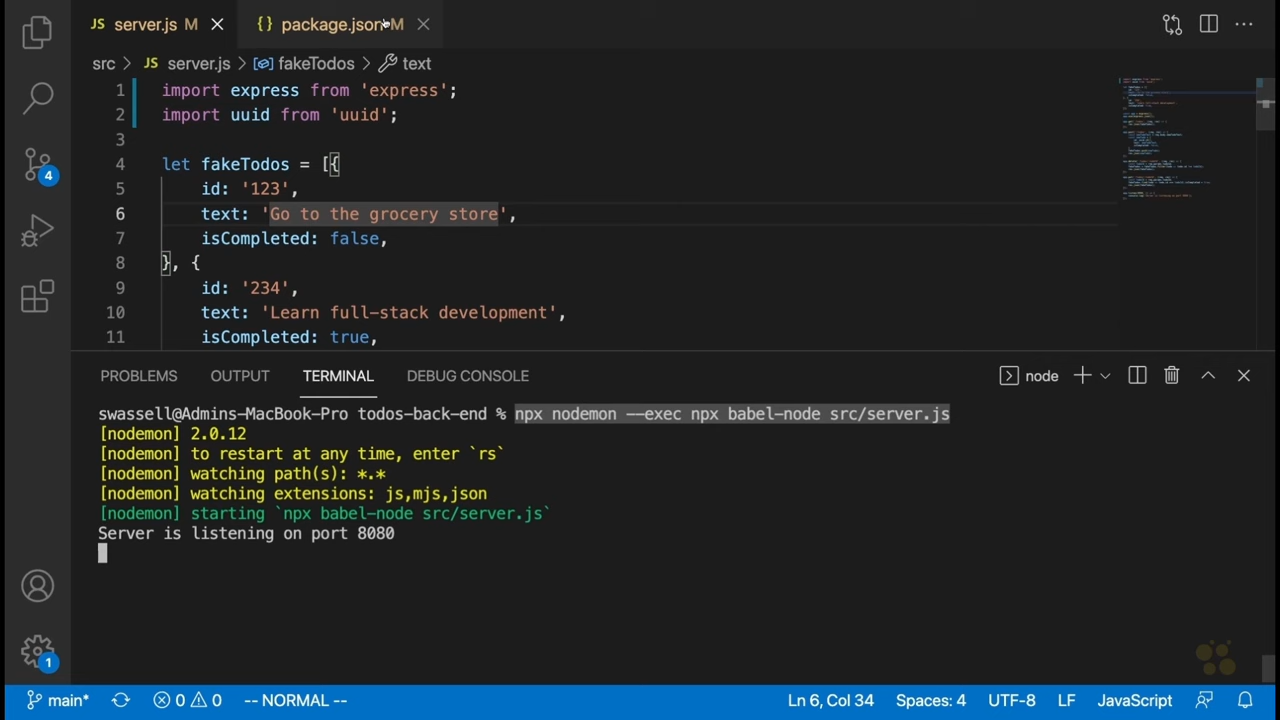 JS server.js M
{} package.json M
src > JS server.js > fakeTodos > text
1 import express from 'express';
2 import uuid from 'uuid';
3
4 let fakeTodos = [{
5 id: '123',
6 text: 'Go to the grocery store',
7 isCompleted: false,
8 }, {
9 id: '234',
10 text: 'Learn full-stack development',
11 isCompleted: true,
4
PROBLEMS OUTPUT TERMINAL DEBUG CONSOLE
node
swassell@Admins-MacBook-Pro todos-back-end % npx nodemon --exec npx babel-node src/server.js
[nodemon] 2.0.12
[nodemon] to restart at any time, enter `rs`
[nodemon] watching path(s): *.*
[nodemon] watching extensions: js,mjs,json
[nodemon] starting `npx babel-node src/server.js`
Server is listening on port 8080
1
main* 0 0 -- NORMAL -- Ln 6, Col 34 Spaces: 4 UTF-8 LF JavaScript